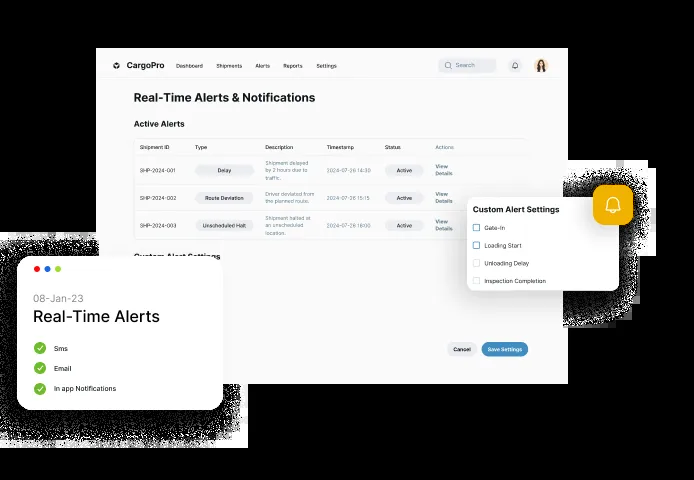 CargoPro Dashboard Shipments Alerts Reports Settings Search
Real-Time Alerts & Notifications
Active Alerts
Shipment ID Type Description Timestamp Status Actions
SHP-2024-001 Delay Shipment delayed by 2 hours due to traffic. 2024-07-26 14:30 Active View Details
SHP-2024-002 Route Deviation Driver deviated from the planned route. 2024-07-26 15:15 Active View Details
SHP-2024-003 Unscheduled Halt Shipment halted at an unscheduled location. 2024-07-26 16:00 Active View Details
Custom Alert Settings
Custom Alert Settings
Gate-In
Loading Start
Unloading Delay
Inspection Completion
Cancel Save Settings
08-Jan-23
Real-Time Alerts
Sms
Email
In app Notifications